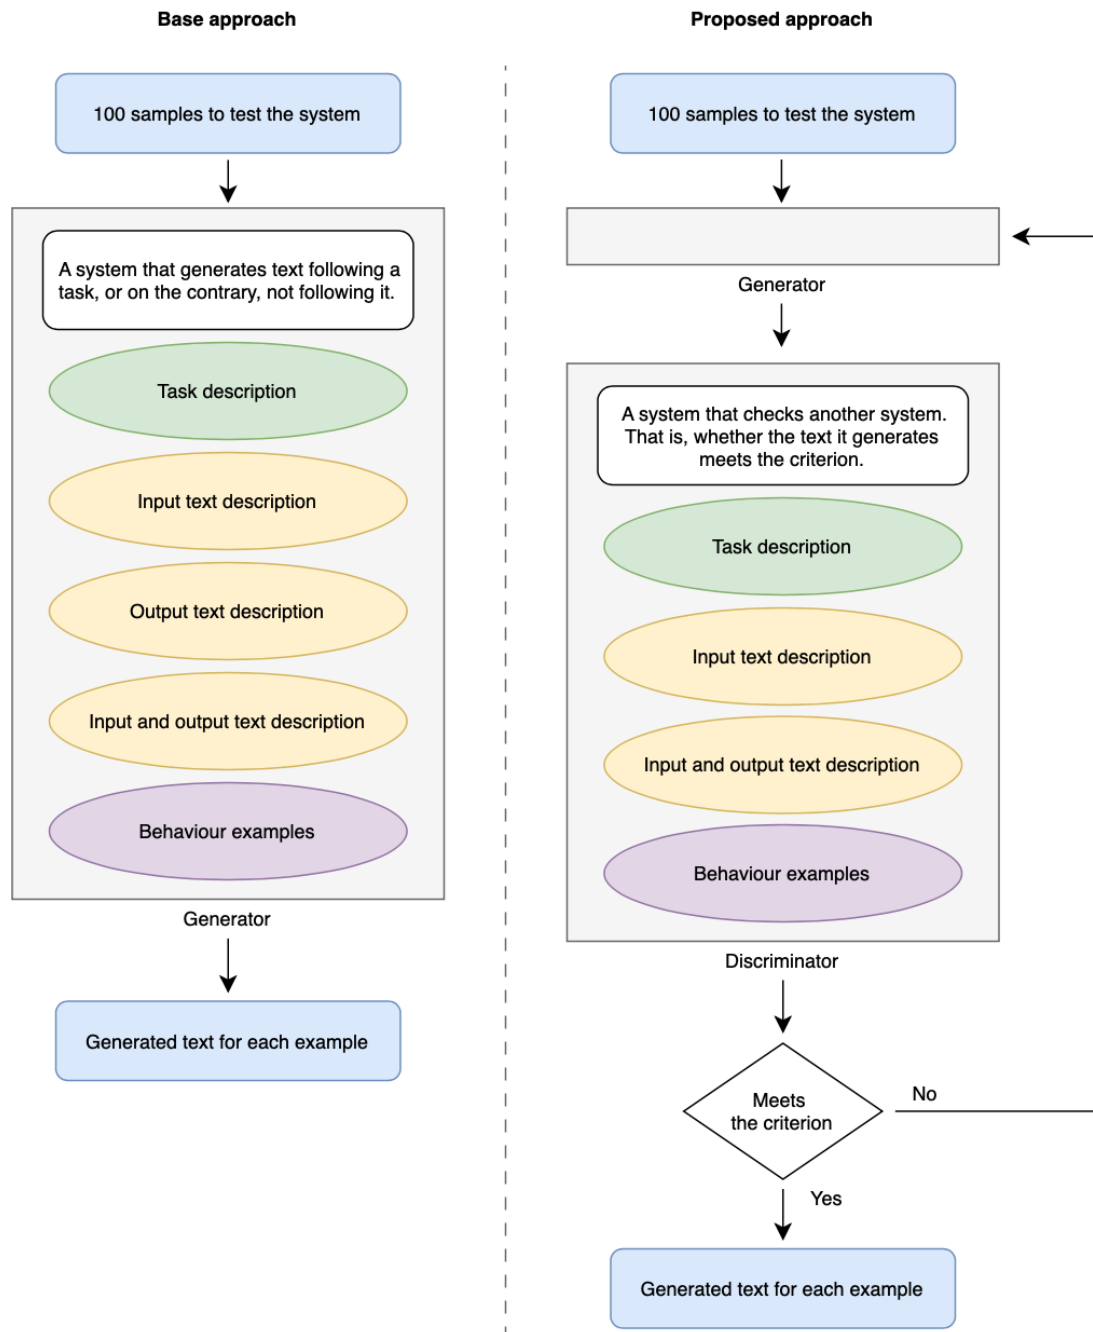 Base approach
100 samples to test the system
A system that generates text following a
task, or on the contrary, not following it.
Task description
Input text description
Output text description
Input and output text description
Behaviour examples
Generator
Generated text for each example
Proposed approach
100 samples to test the system
Generator
A system that checks another system.
That is, whether the text it generates
meets the criterion.
Task description
Input text description
Input and output text description
Behaviour examples
Discriminator
Meets
the criterion
No
Yes
Generated text for each example